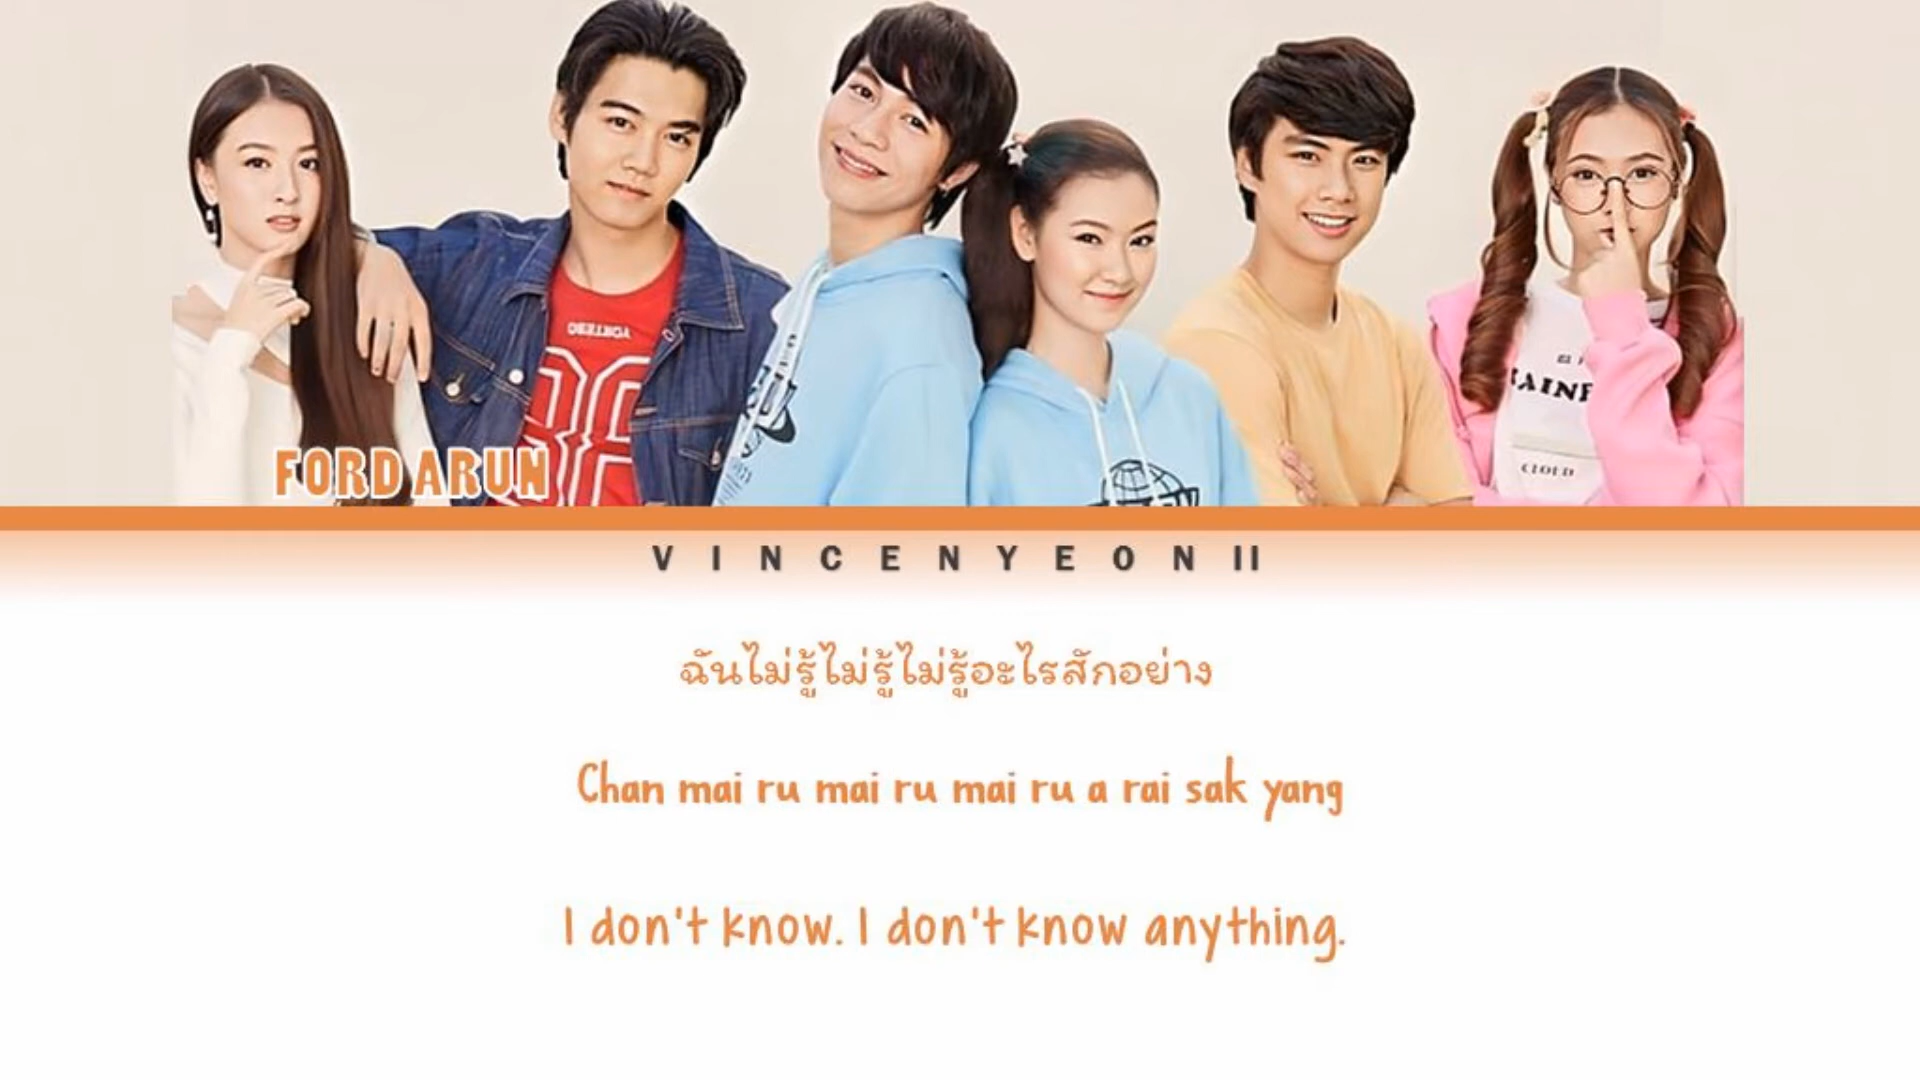 FORD ARUN
VINCENYEONII
ฉันไม่รู้ไม่รู้ไม่รู้อะไรสักอย่าง
Chan mai ru mai ru mai ru a rai sak yang
I don't know. I don't know anything.
CLOUD